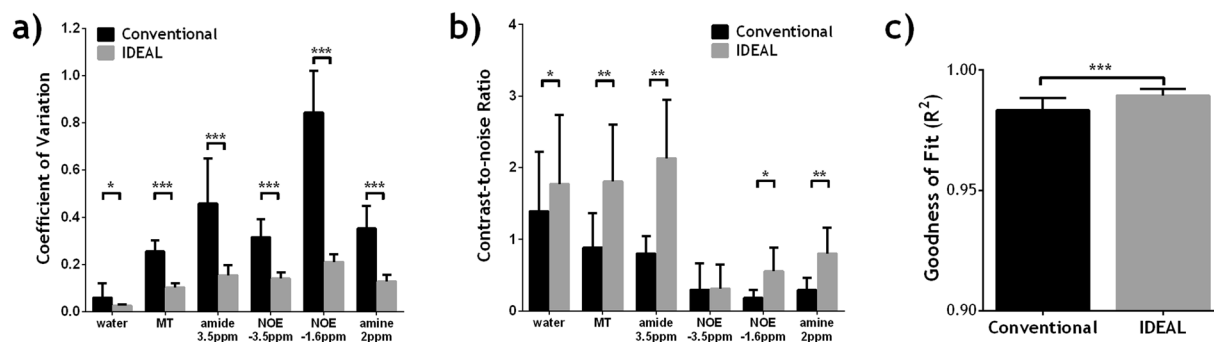 a)
Conventional
IDEAL
Coefficient of Variation
1.2
1.0
0.8
0.6
0.4
0.2
0.0
*
***
***
***
***
***
water
MT
amide
3.5ppm
NOE
-3.5ppm
NOE
-1.6ppm
amine
2ppm
b)
Conventional
IDEAL
Contrast-to-noise Ratio
4
3
2
1
0
*
**
**
*
**
water
MT
amide
3.5ppm
NOE
-3.5ppm
NOE
-1.6ppm
amine
2ppm
c)
Goodness of Fit (R²)
1.00
0.95
0.90
***
Conventional
IDEAL